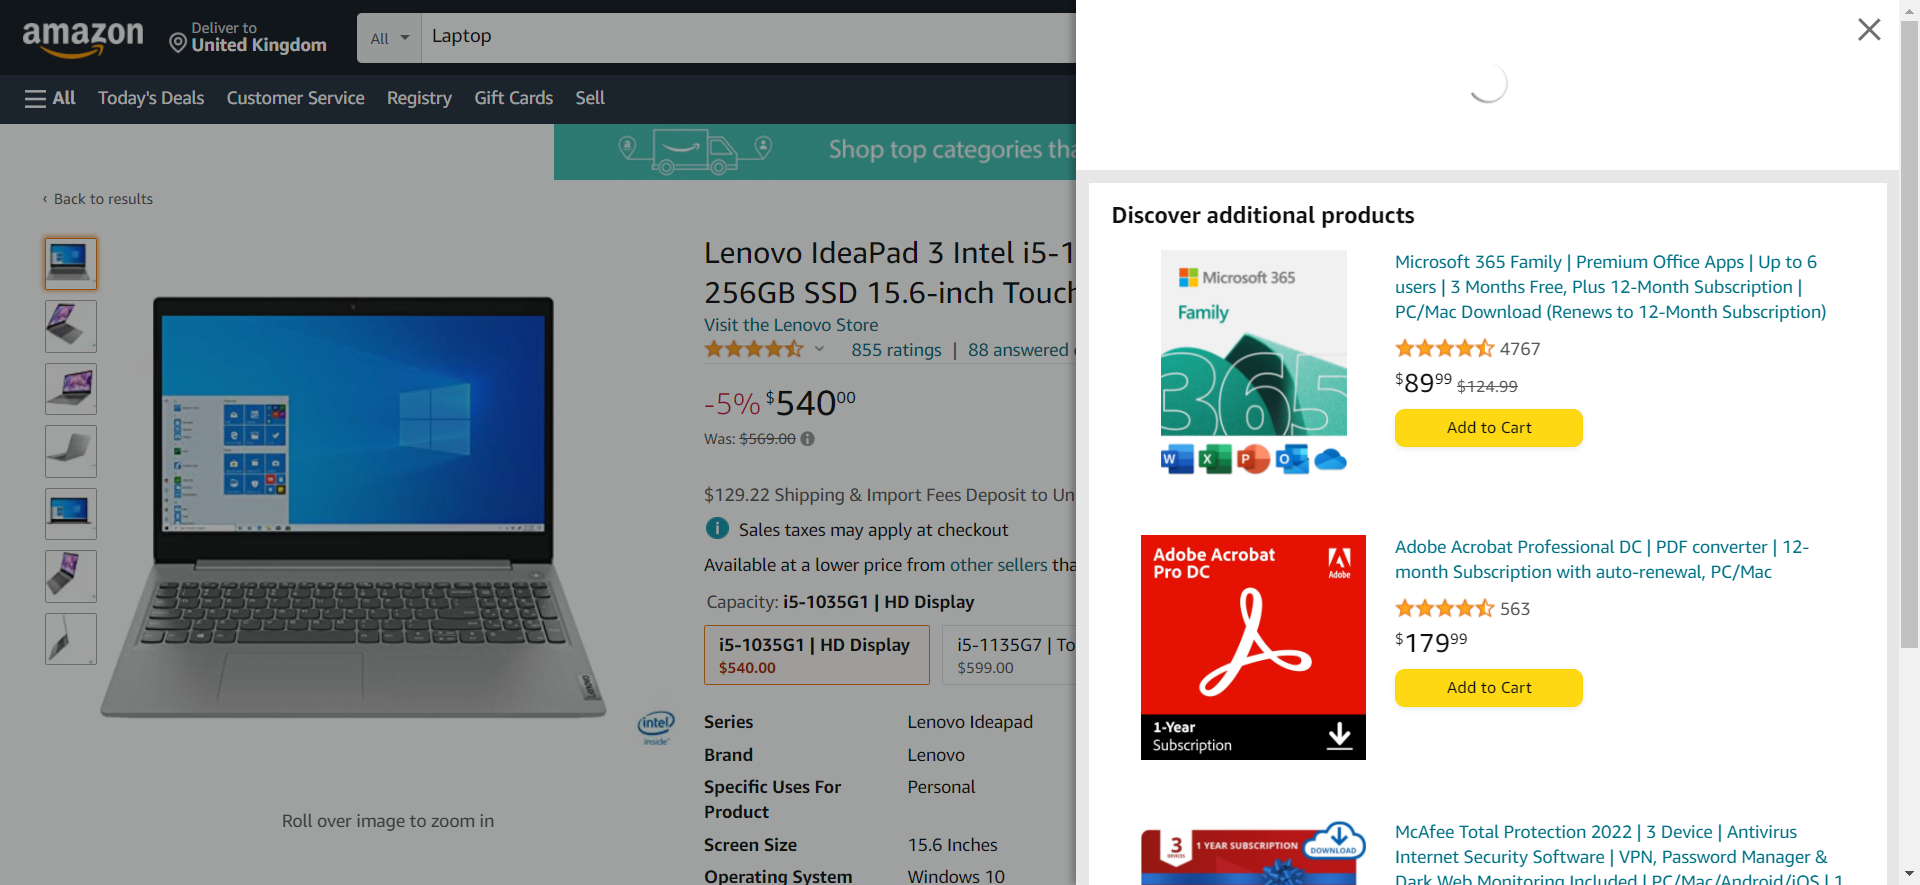 amazon
Deliver to
United Kingdom
All
Laptop
All
Today's Deals
Customer Service
Registry
Gift Cards
Sell
Shop top categories tha
‹ Back to results
Lenovo IdeaPad 3 Intel i5-1
256GB SSD 15.6-inch Touch
Visit the Lenovo Store
855 ratings | 88 answered
-5% $54000
Was: $569.00
$129.22 Shipping & Import Fees Deposit to Un
Sales taxes may apply at checkout
Available at a lower price from other sellers tha
Capacity: i5-1035G1 | HD Display
i5-1035G1 | HD Display
$540.00
i5-1135G7 | To
$599.00
Series Lenovo Ideapad
Brand Lenovo
Specific Uses For Personal
Product
Screen Size 15.6 Inches
Operating System Windows 10
Lenovo
intel
inside
Roll over image to zoom in
Discover additional products
Microsoft 365
Family
365
W X P O
Microsoft 365 Family | Premium Office Apps | Up to 6
users | 3 Months Free, Plus 12-Month Subscription |
PC/Mac Download (Renews to 12-Month Subscription)
4767
$8999 $124.99
Add to Cart
Adobe Acrobat
Pro DC
Adobe
1-Year
Subscription
Adobe Acrobat Professional DC | PDF converter | 12-
month Subscription with auto-renewal, PC/Mac
563
$17999
Add to Cart
3
DEVICES
1 YEAR SUBSCRIPTION
DOWNLOAD
McAfee Total Protection 2022 | 3 Device | Antivirus
Internet Security Software | VPN, Password Manager &
Dark Web Monitoring Included | PC/Mac/Android/iOS | 1